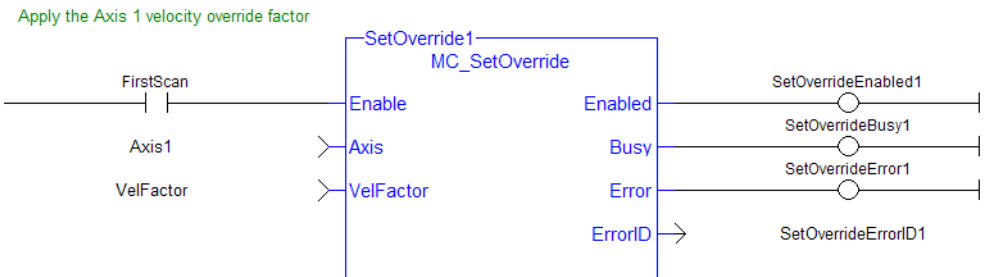 Apply the Axis 1 velocity override factor
SetOverride1
MC_SetOverride
FirstScan
Enable
Enabled
SetOverrideEnabled1
Axis1
Axis
Busy
SetOverrideBusy1
VelFactor
VelFactor
Error
SetOverrideError1
ErrorID
SetOverrideErrorID1